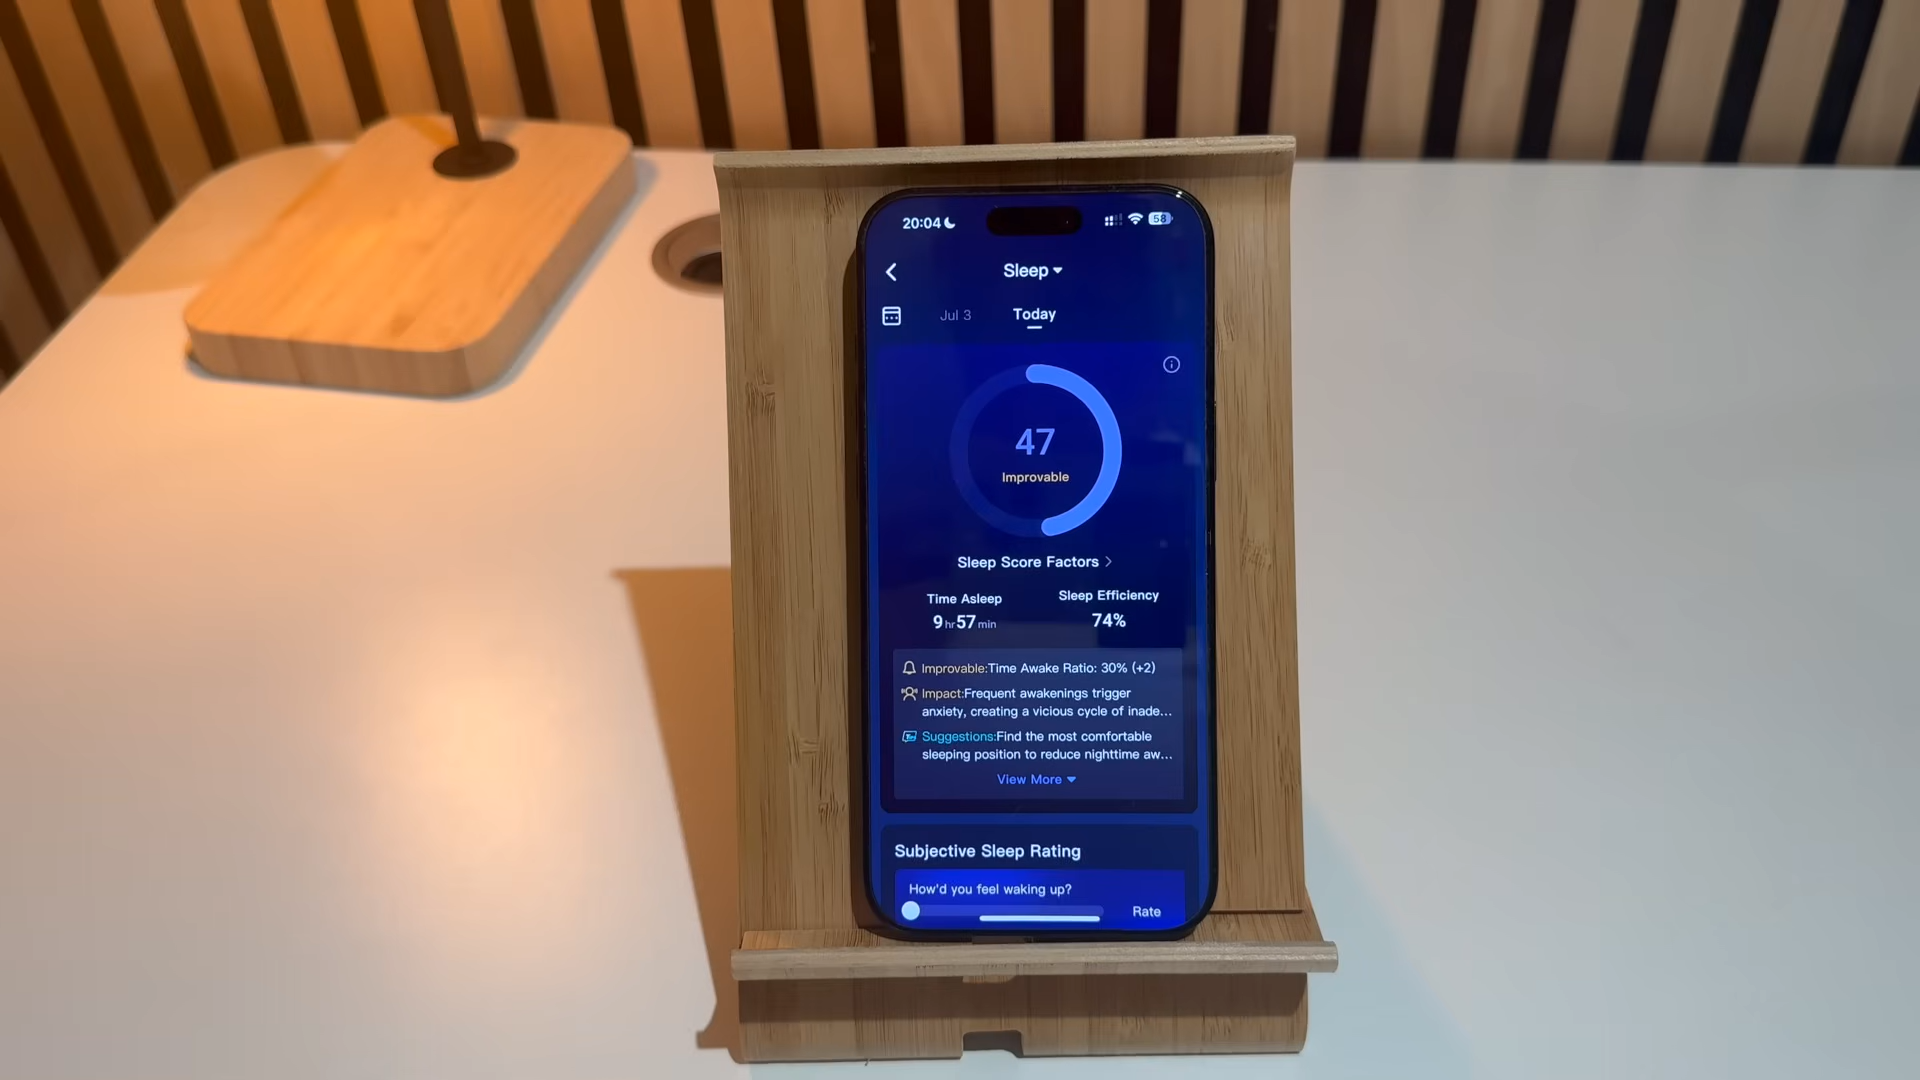 20:04
58
Sleep
Jul 3
Today
47
Improvable
Sleep Score Factors
Time Asleep
9 hr 57 min
Sleep Efficiency
74%
Improvable:Time Awake Ratio: 30% (+2)
Impact:Frequent awakenings trigger
anxiety, creating a vicious cycle of inade...
Suggestions:Find the most comfortable
sleeping position to reduce nighttime aw...
View More
Subjective Sleep Rating
How'd you feel waking up?
Rate